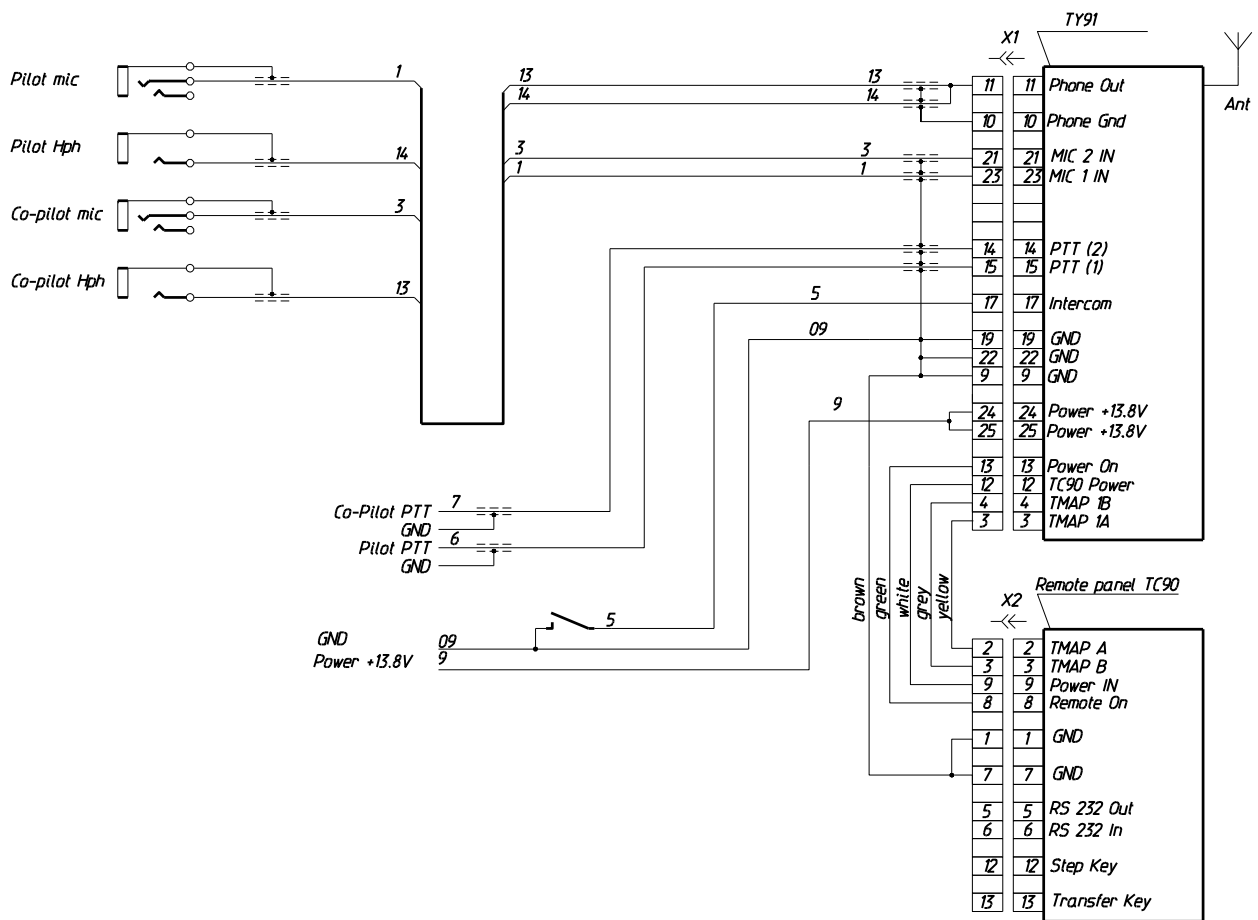 TY91
X1
Ant
Pilot mic 1
Pilot Hph 14
Co-pilot mic 3
Co-pilot Hph 13
13 13 11 11 Phone Out
14 14
10 10 Phone Gnd
3 3 21 21 MIC 2 IN
1 1 23 23 MIC 1 IN
14 14 PTT (2)
15 15 PTT (1)
5 17 17 Intercom
09 19 19 GND
22 22 GND
9 9 GND
9 24 24 Power +13.8V
25 25 Power +13.8V
13 13 Power On
12 12 TC90 Power
4 4 TMAP 1B
3 3 TMAP 1A
Co-Pilot PTT 7
GND
Pilot PTT 6
GND
brown
green
white
grey
yellow
Remote panel TC90
X2
5
GND 09
Power +13.8V 9
2 2 TMAP A
3 3 TMAP B
9 9 Power IN
8 8 Remote On
1 1 GND
7 7 GND
5 5 RS 232 Out
6 6 RS 232 In
12 12 Step Key
13 13 Transfer Key